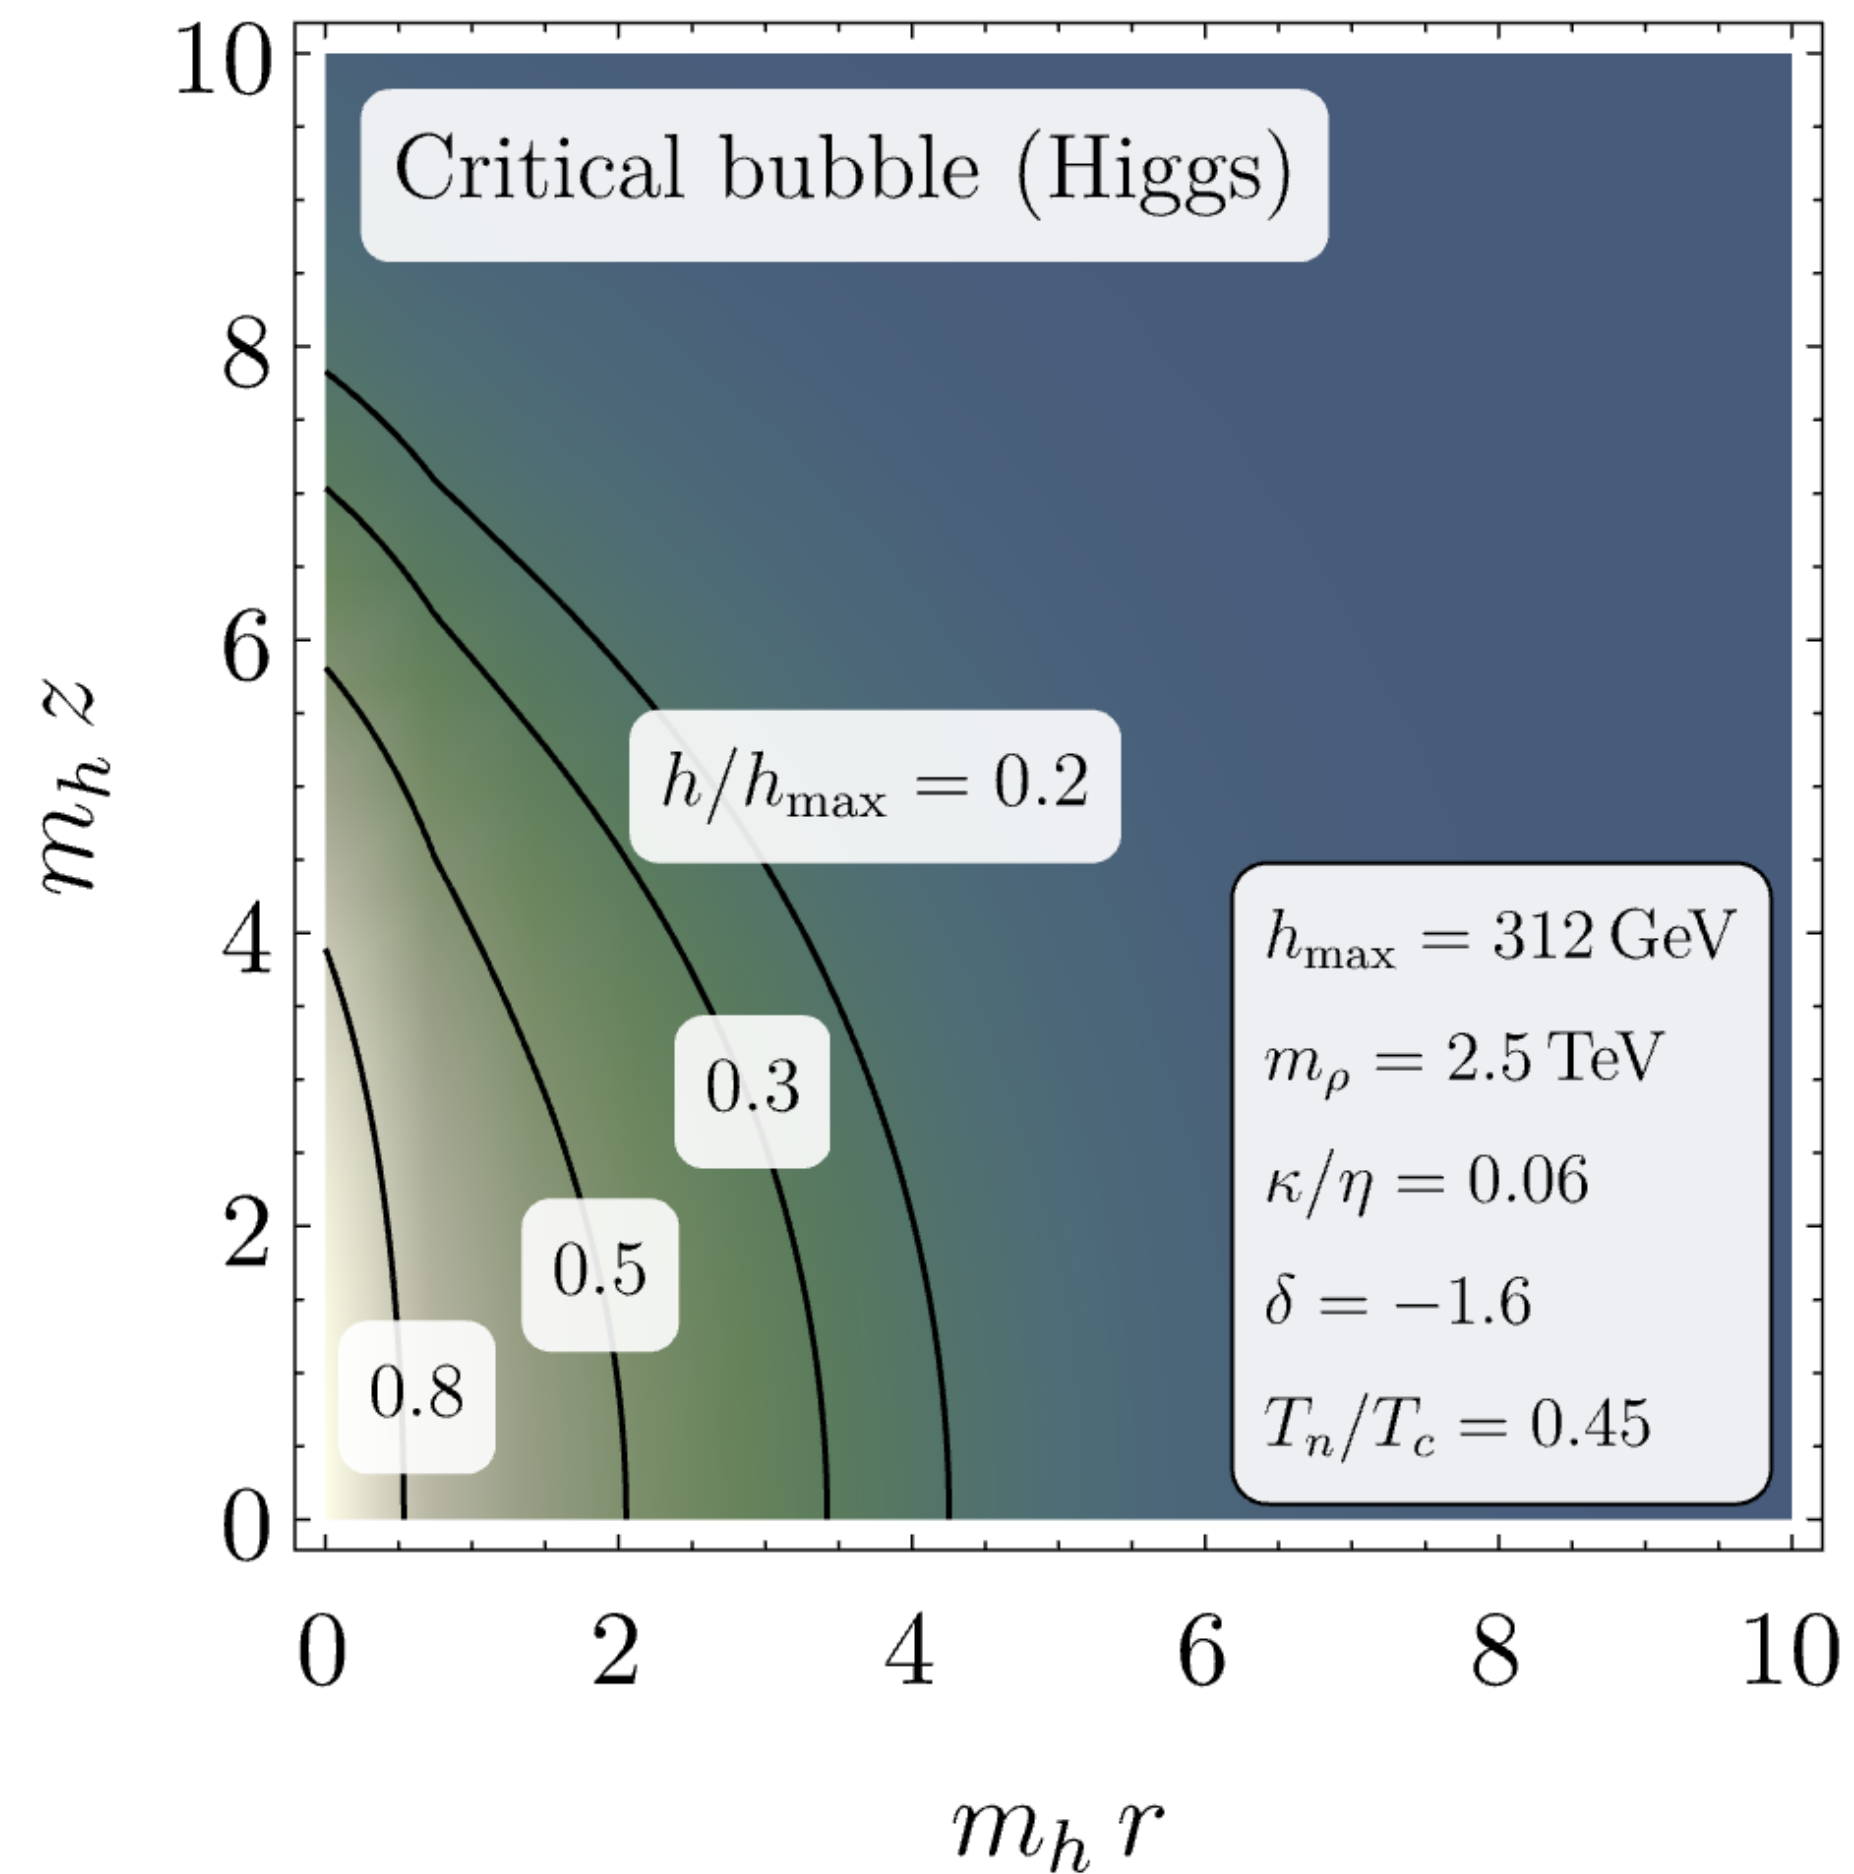 10
Critical bubble (Higgs)
8
6
h/h_max = 0.2
m_h z
4
h_max = 312 GeV
0.3
m_ρ = 2.5 TeV
κ/η = 0.06
2
0.5
δ = −1.6
0.8
T_n/T_c = 0.45
0
0 2 4 6 8 10
m_h r